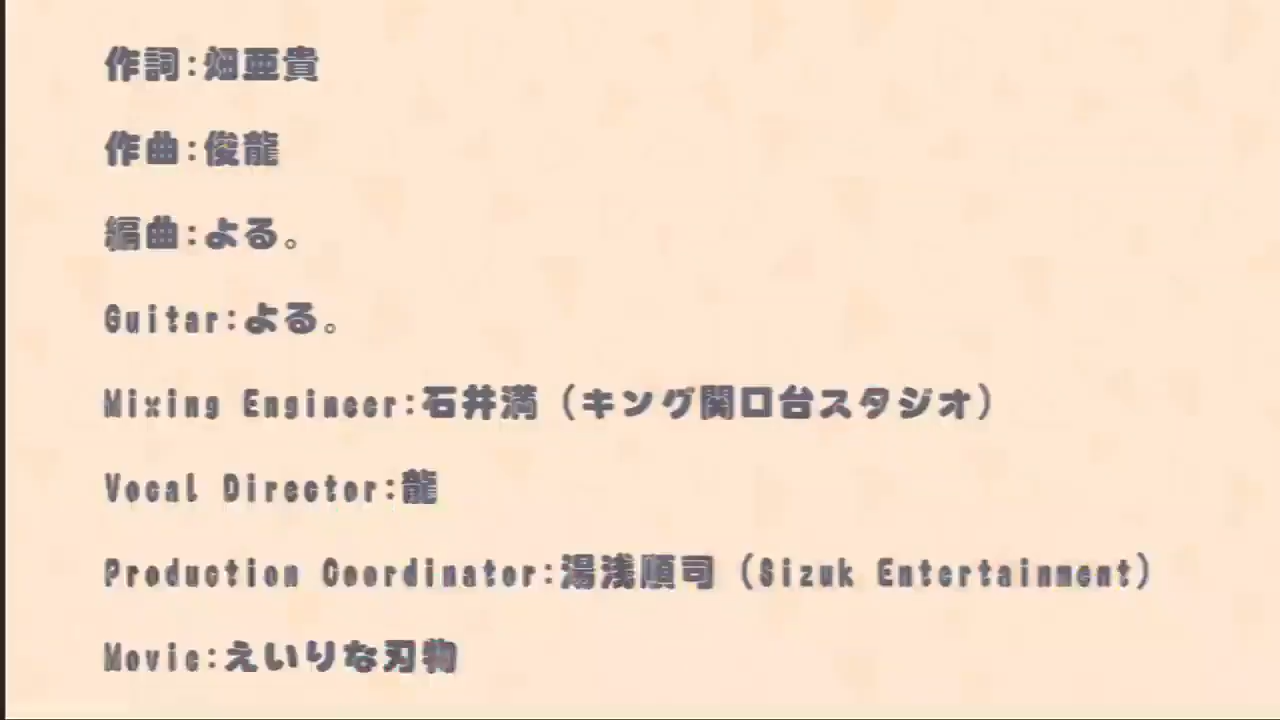 作詞:畑亜貴
作曲:俊龍
編曲:よる。
Guitar:よる。
Mixing Engineer:石井満（キング関口台スタジオ）
Vocal Director:龍
Production Coordinator:湯浅順司（Sizuk Entertainment）
Movie:えいりな刃物